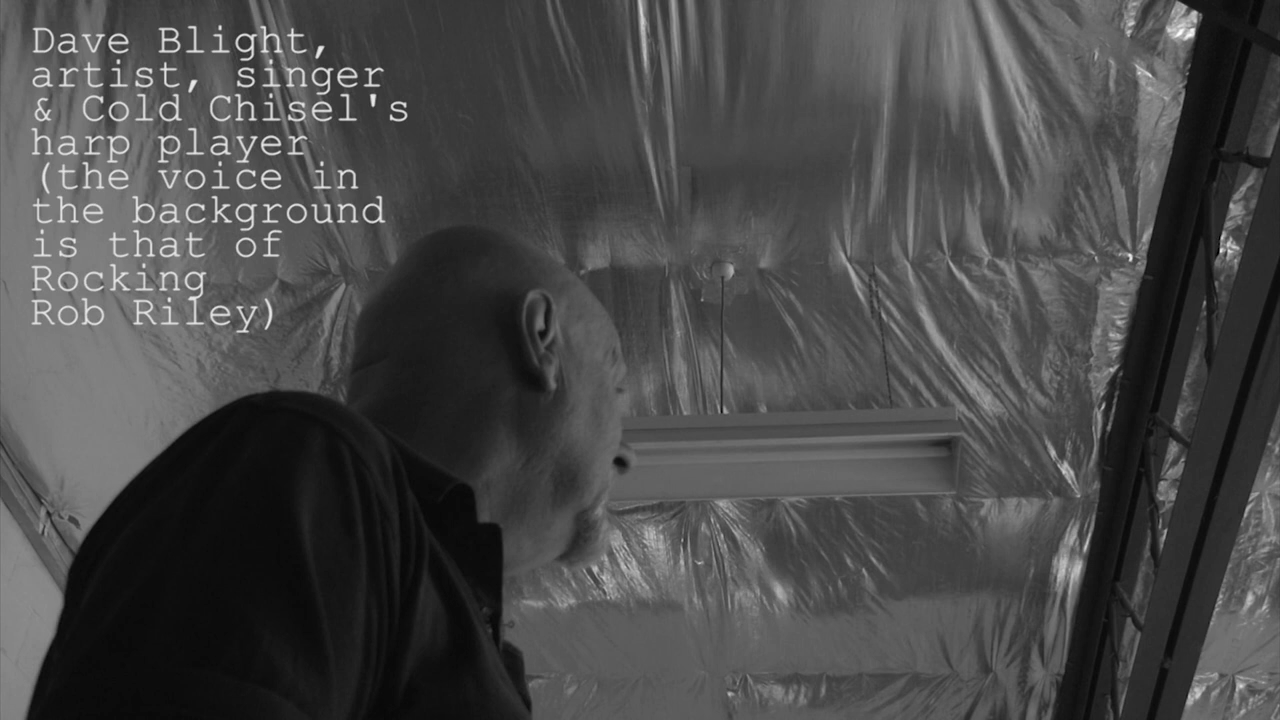 Dave Blight,
artist, singer
& Cold Chisel's
harp player
(the voice in
the background
is that of
Rocking
Rob Riley)